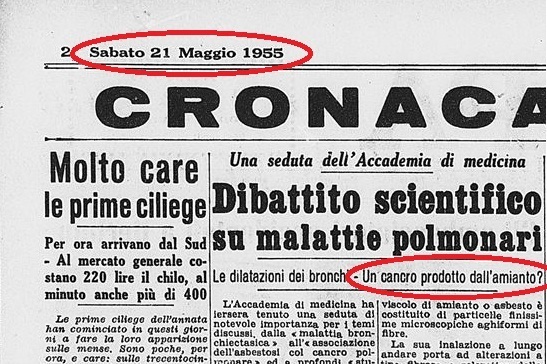 2 Sabato 21 Maggio 1955
CRONACA
Molto care
le prime ciliege
Per ora arrivano dal Sud
- Al mercato generale co-
stano 220 lire il chilo, al
minuto anche più di 400
Le prime ciliege dell'annata
han cominciato in questi gior-
ni a fare la loro apparizione
sulle mense. Sono poche, per
ora, e care: sulle trecentocin-
Una seduta dell'Accademia di medicina
Dibattito scientifico
su malattie polmonari
Le dilatazioni dei bronchi - Un cancro prodotto dall'amianto?
L'Accademia di medicina ha
iersera tenuto una seduta di
notevole importanza per i temi
discussi, dalla « malattia bron-
chiectasica » all'« associazione
dell'asbestosi col cancro pol-
monare » ed a profondi « stu-
viscolo di amianto o asbesto è
costituito di particelle finissi-
me microscopiche aghiformi di
fibre.
La sua inalazione a lungo
andare porta ad alterazioni